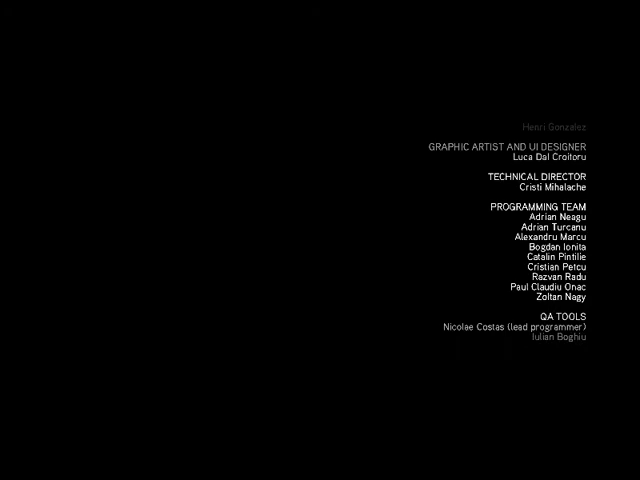 Henri Gonzalez
GRAPHIC ARTIST AND UI DESIGNER
Luca Dal Croitoru
TECHNICAL DIRECTOR
Cristi Mihalache
PROGRAMMING TEAM
Adrian Neagu
Adrian Turcanu
Alexandru Marcu
Bogdan Ionita
Catalin Pintilie
Cristian Petcu
Razvan Radu
Paul Claudiu Onac
Zoltan Nagy
QA TOOLS
Nicolae Costas (lead programmer)
Iulian Boghiu